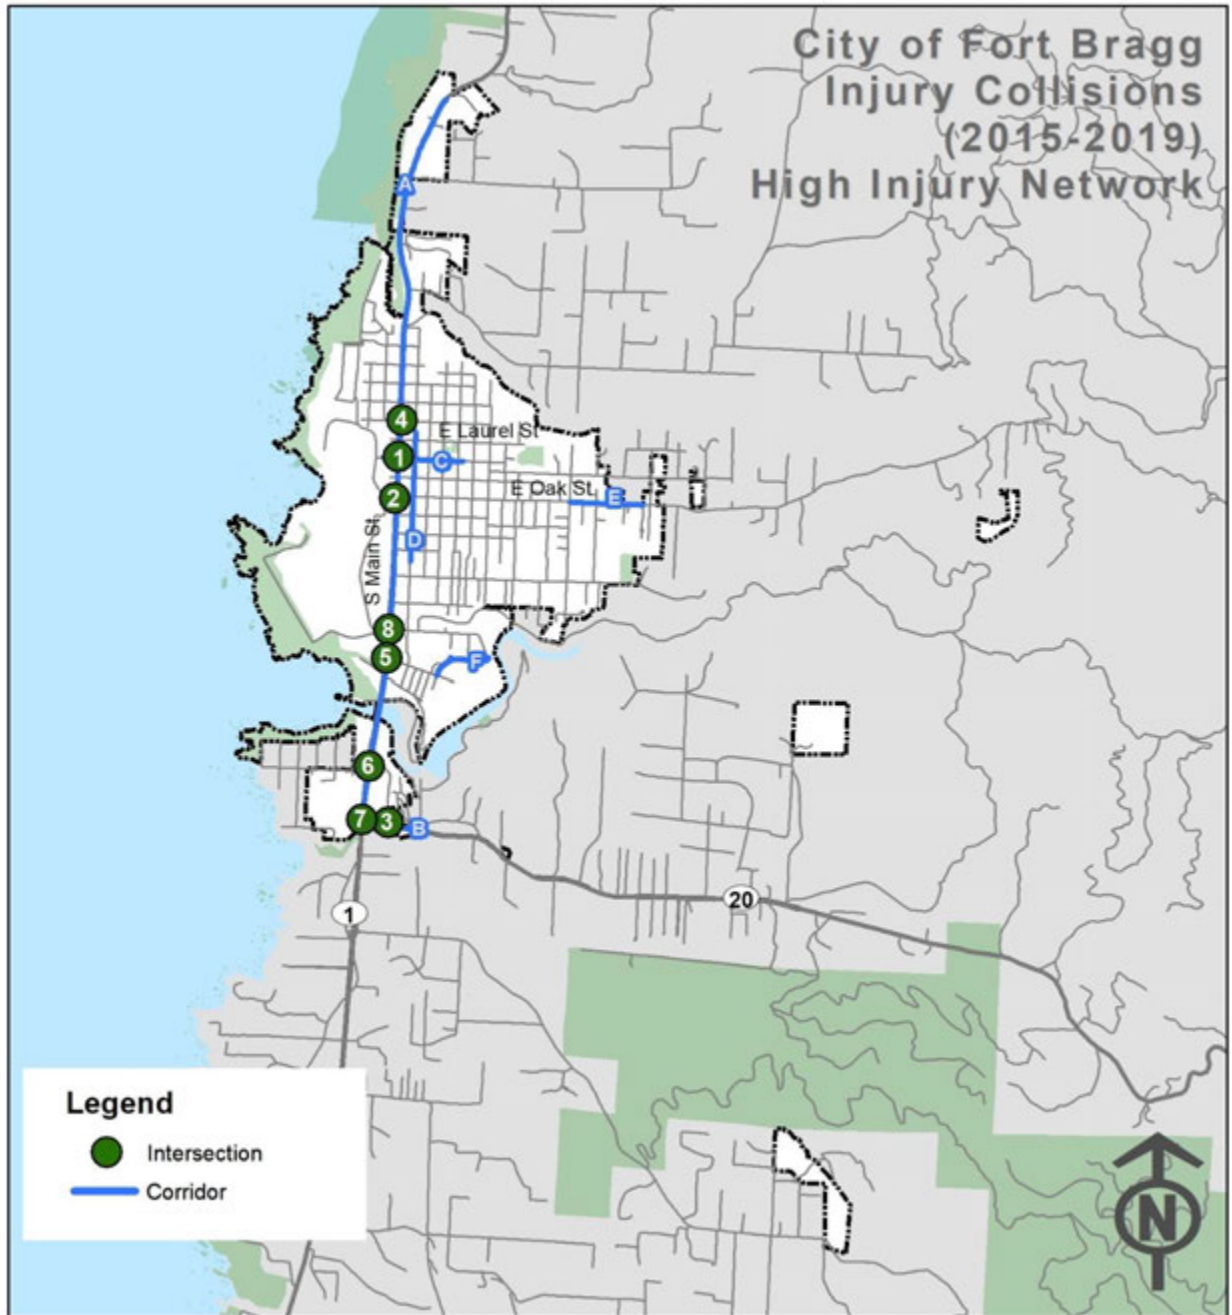 City of Fort Bragg
Injury Collisions
(2015-2019)
High Injury Network
A
4
E Laurel St
1
C
E Oak St
E
2
D
S Main St
8
5
F
6
7
3
B
20
1
Legend
Intersection
Corridor
N